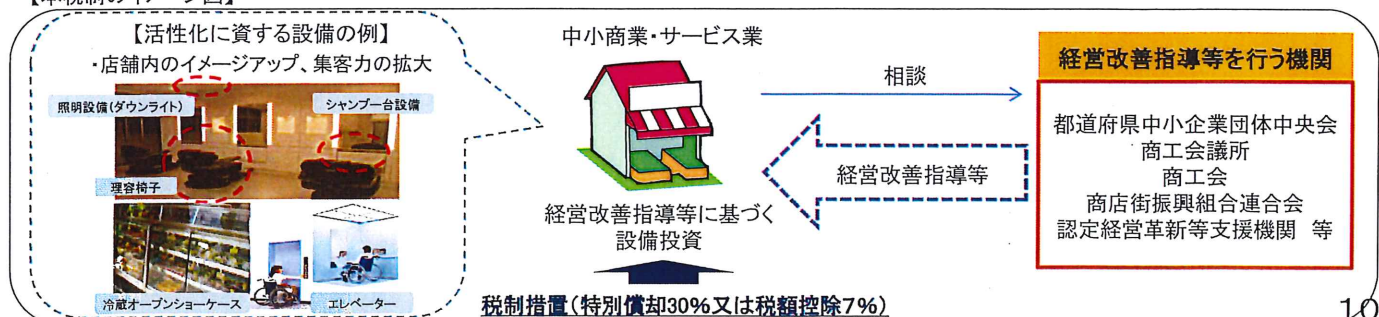 【本税制のイメージ図】
【活性化に資する設備の例】
・店舗内のイメージアップ、集客力の拡大
照明設備(ダウンライト)
シャンプー台設備
理容椅子
冷蔵オープンショーケース
エレベーター
中小商業・サービス業
経営改善指導等に基づく
設備投資
税制措置(特別償却30%又は税額控除7%)
相談
経営改善指導等
経営改善指導等を行う機関
都道府県中小企業団体中央会
商工会議所
商工会
商店街振興組合連合会
認定経営革新等支援機関 等
10